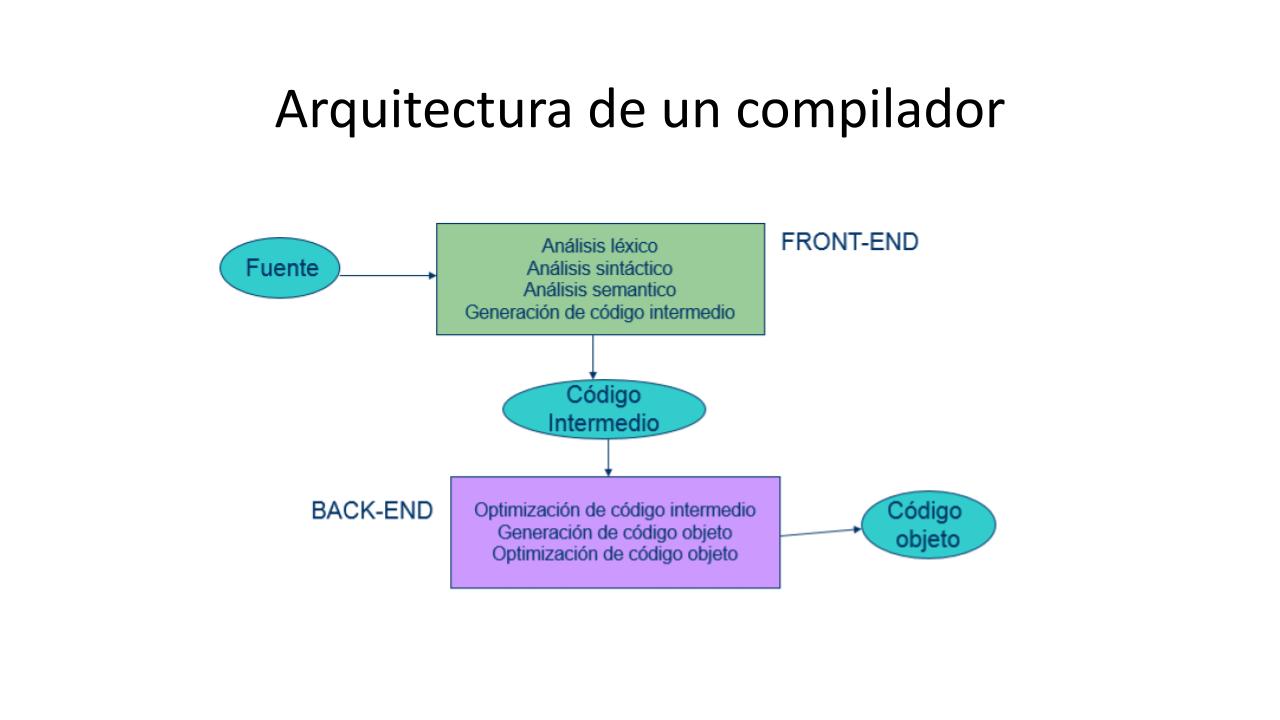 Arquitectura de un compilador
Fuente
Análisis léxico
Análisis sintáctico
Análisis semantico
Generación de código intermedio
FRONT-END
Código
Intermedio
BACK-END
Optimización de código intermedio
Generación de código objeto
Optimización de código objeto
Código
objeto